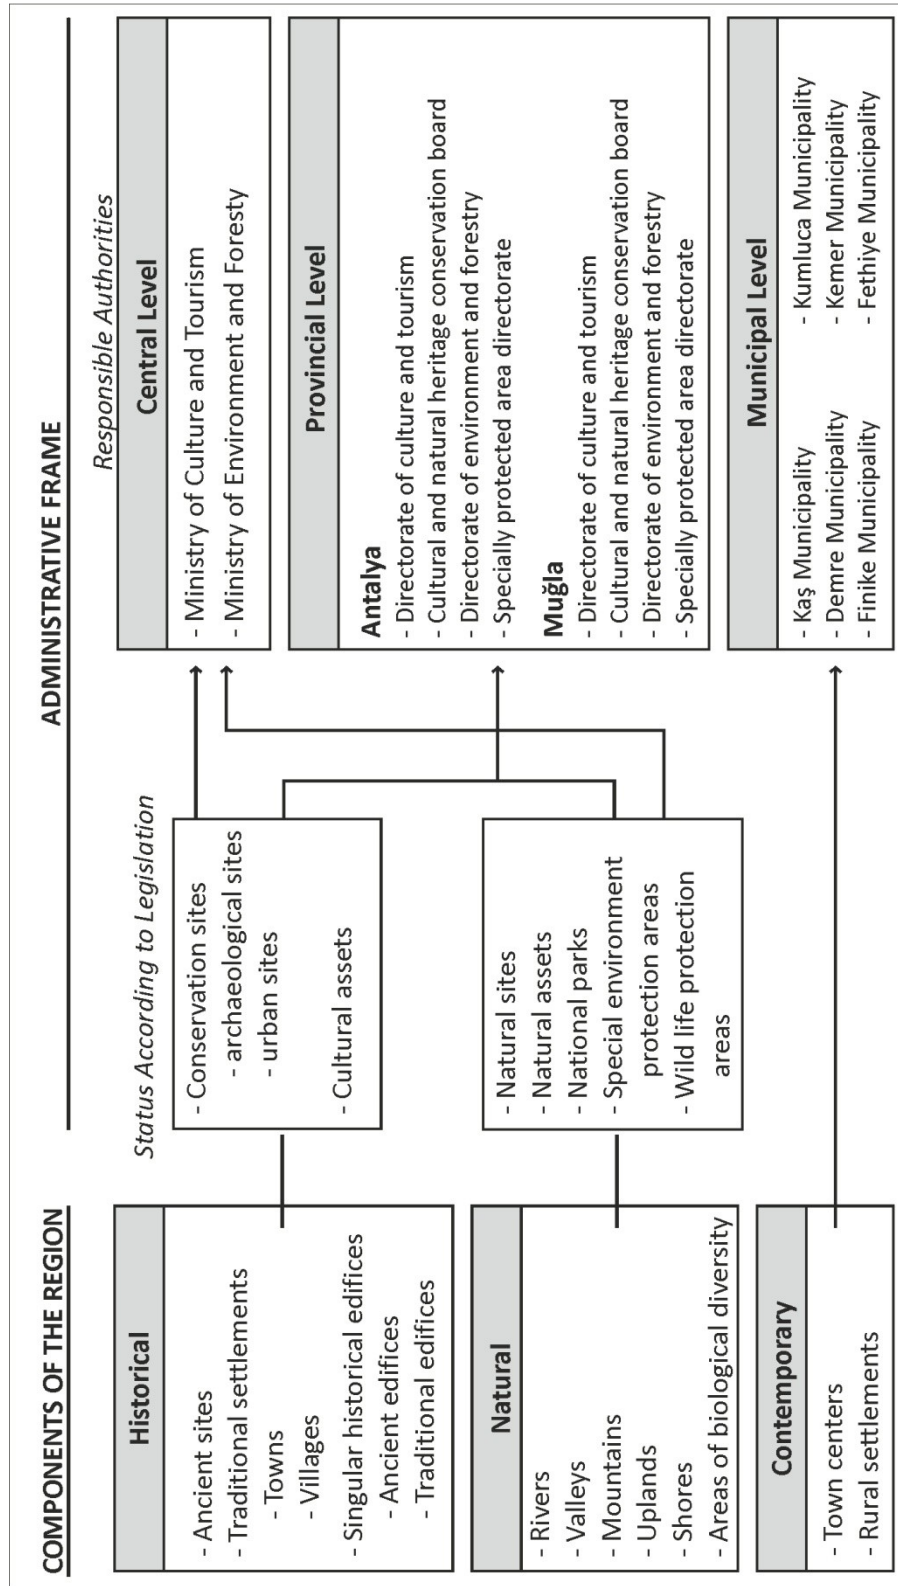 COMPONENTS OF THE REGION
Historical
- Ancient sites
- Traditional settlements
- Towns
- Villages
- Singular historical edifices
- Ancient edifices
- Traditional edifices
Natural
- Rivers
- Valleys
- Mountains
- Uplands
- Shores
- Areas of biological diversity
Contemporary
- Town centers
- Rural settlements
ADMINISTRATIVE FRAME
Status According to Legislation
- Conservation sites
- archaeological sites
- urban sites
- Cultural assets
- Natural sites
- Natural assets
- National parks
- Special environment
protection areas
- Wild life protection
areas
Responsible Authorities
Central Level
- Ministry of Culture and Tourism
- Ministry of Environment and Foresty
Provincial Level
Antalya
- Directorate of culture and tourism
- Cultural and natural heritage conservation board
- Directorate of environment and forestry
- Specially protected area directorate
Muğla
- Directorate of culture and tourism
- Cultural and natural heritage conservation board
- Directorate of environment and forestry
- Specially protected area directorate
Municipal Level
- Kaş Municipality
- Demre Municipality
- Finike Municipality
- Kumluca Municipality
- Kemer Municipality
- Fethiye Municipality